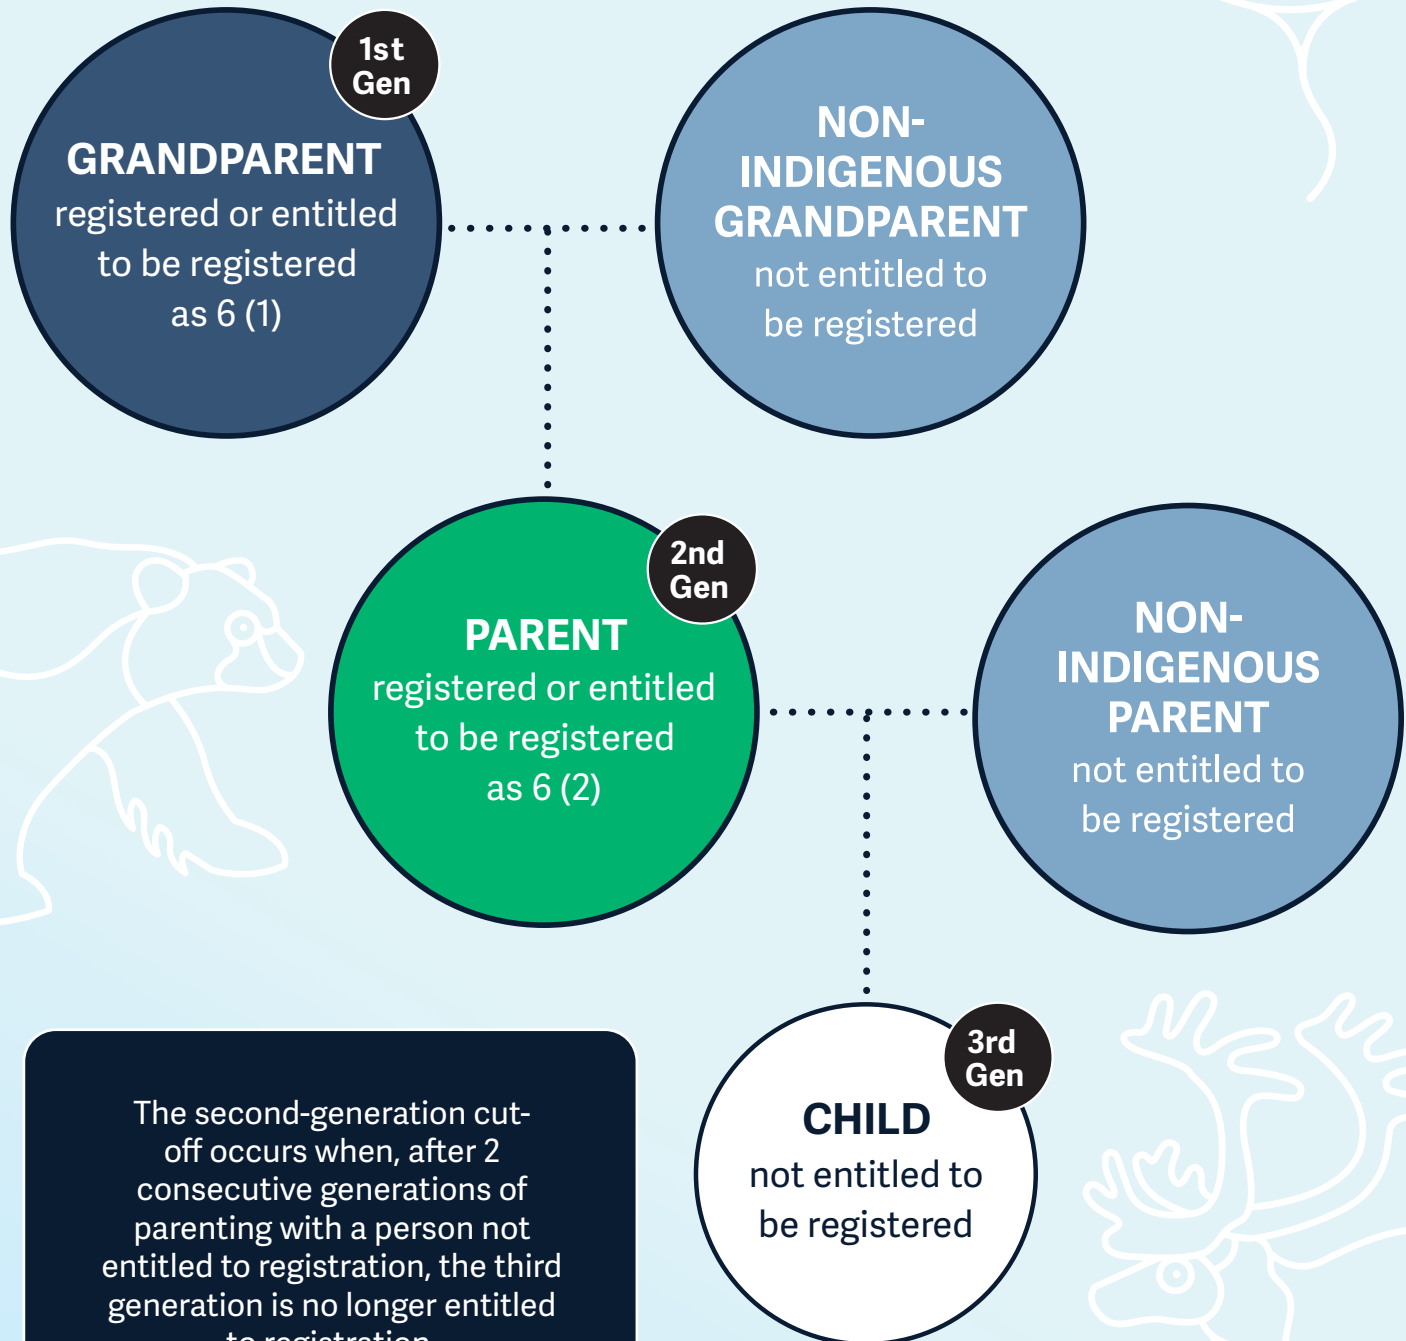 1st
Gen
GRANDPARENT
registered or entitled
to be registered
as 6 (1)
NON-
INDIGENOUS
GRANDPARENT
not entitled to
be registered
2nd
Gen
PARENT
registered or entitled
to be registered
as 6 (2)
NON-
INDIGENOUS
PARENT
not entitled to
be registered
3rd
Gen
CHILD
not entitled to
be registered
The second-generation cut-
off occurs when, after 2
consecutive generations of
parenting with a person not
entitled to registration, the third
generation is no longer entitled
to registration